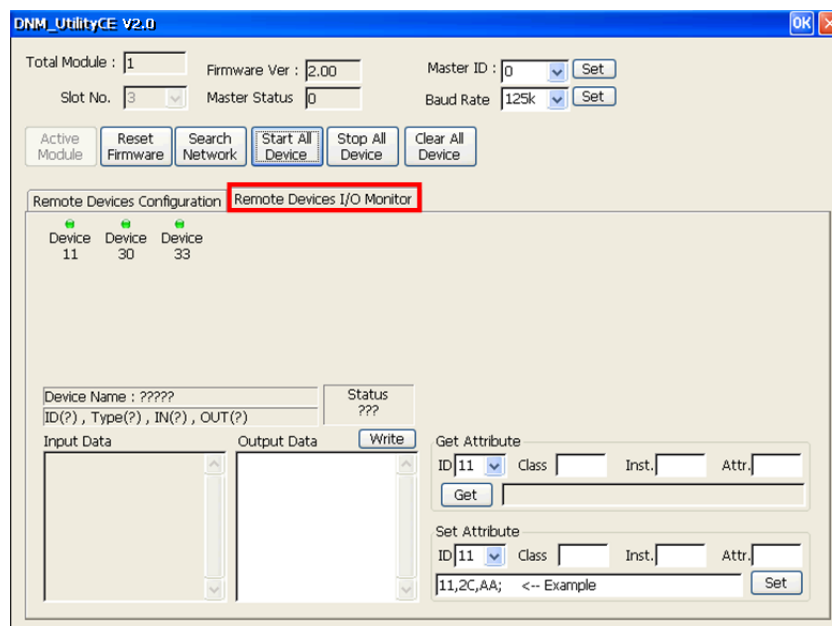 DNM_UtilityCE V2.0 OK
Total Module : 1 Firmware Ver : 2.00 Master ID : 0 Set
Slot No. 3 Master Status 0 Baud Rate 125k Set
Active Module Reset Firmware Search Network Start All Device Stop All Device Clear All Device
Remote Devices Configuration Remote Devices I/O Monitor
Device Device Device
11 30 33
Device Name : ????? Status
ID(?) , Type(?) , IN(?) , OUT(?) ???
Input Data Output Data Write Get Attribute
ID 11 Class Inst. Attr.
Get
Set Attribute
ID 11 Class Inst. Attr.
11,2C,AA; <-- Example Set